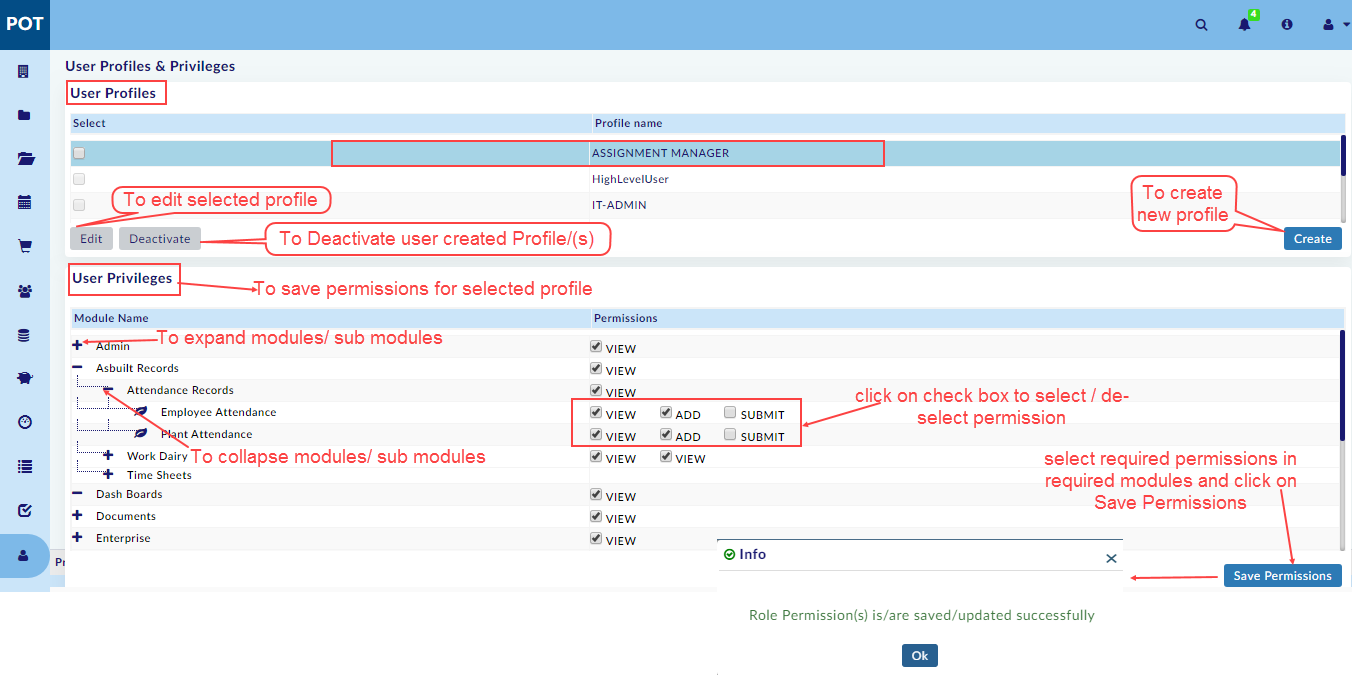 POT
4
User Profiles & Privileges
User Profiles
Select Profile name
ASSIGNMENT MANAGER
HighLevelUser
To edit selected profile
IT-ADMIN
To create
new profile
Edit Deactivate
To Deactivate user created Profile/(s)
Create
User Privileges
To save permissions for selected profile
Module Name Permissions
To expand modules/ sub modules
Admin VIEW
Asbuilt Records VIEW
Attendance Records VIEW
Employee Attendance VIEW ADD SUBMIT
Plant Attendance VIEW ADD SUBMIT
click on check box to select / de-
select permission
Work Dairy VIEW VIEW
To collapse modules/ sub modules
Time Sheets
Dash Boards VIEW
Documents VIEW
Enterprise VIEW
select required permissions in
required modules and click on
Save Permissions
Pr
Info
Save Permissions
Role Permission(s) is/are saved/updated successfully
Ok